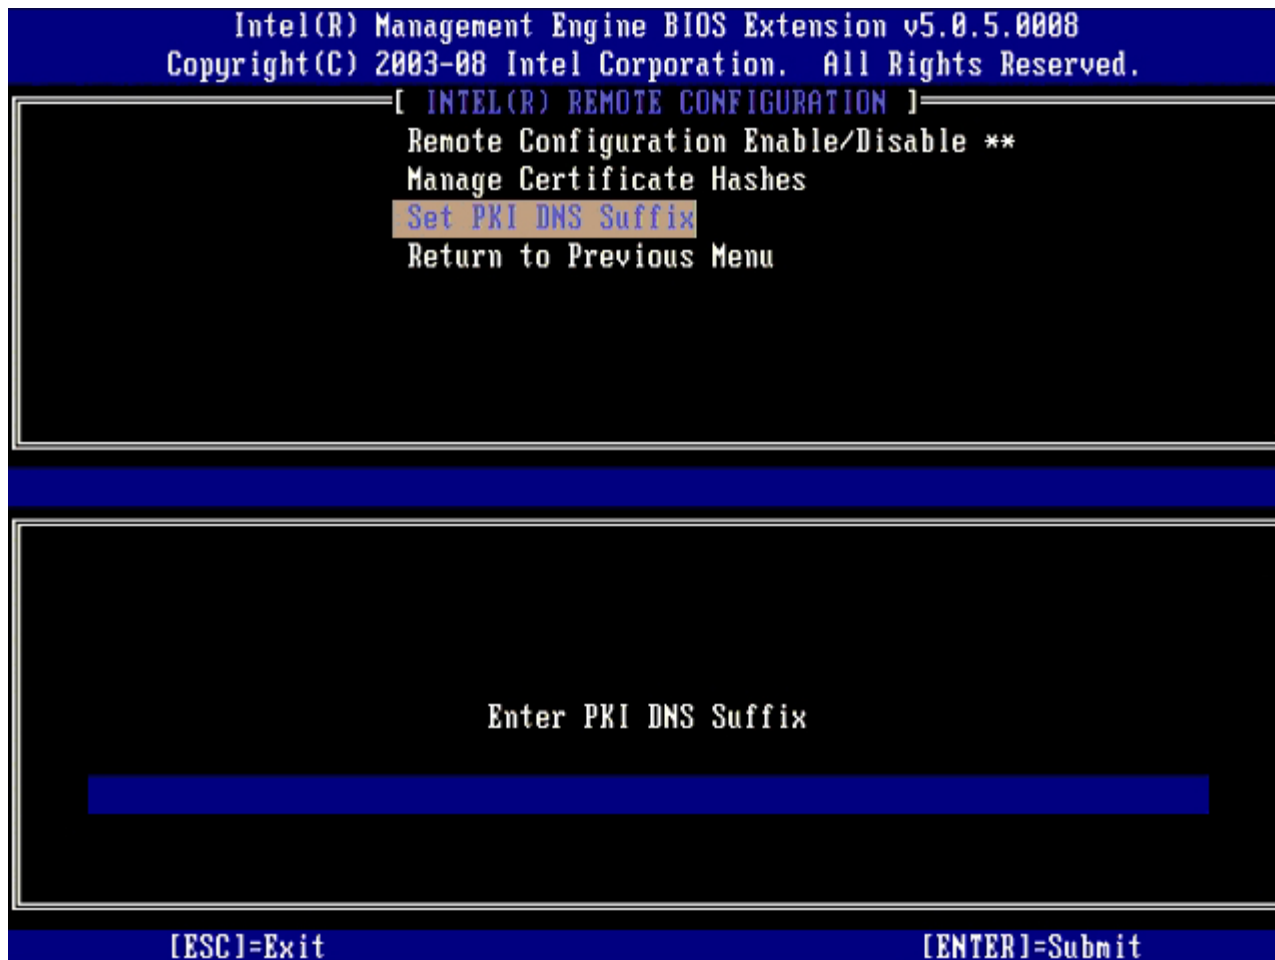 Intel(R) Management Engine BIOS Extension v5.0.5.0008
Copyright(C) 2003-08 Intel Corporation. All Rights Reserved.
[ INTEL(R) REMOTE CONFIGURATION ]
Remote Configuration Enable/Disable **
Manage Certificate Hashes
Set PKI DNS Suffix
Return to Previous Menu
Enter PKI DNS Suffix
[ESC]=Exit [ENTER]=Submit